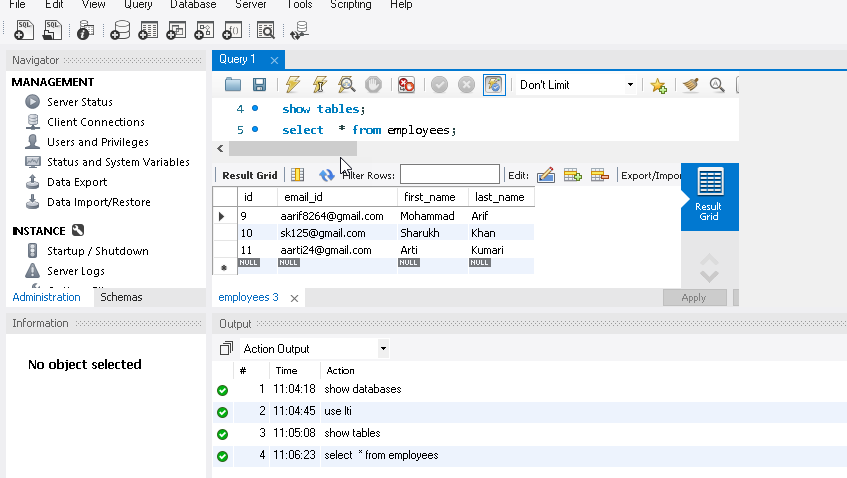 File Edit View Query Database Server Tools Scripting Help
SQL SQL
Navigator
MANAGEMENT
Server Status
Client Connections
Users and Privileges
Status and System Variables
Data Export
Data Import/Restore
INSTANCE
Startup / Shutdown
Server Logs
Administration Schemas
Information
No object selected
Query 1
Don't Limit
4 show tables;
5 select * from employees;
Result Grid Filter Rows: Edit: Export/Impor
Result
Grid
id email_id first_name last_name
9 aarif8264@gmail.com Mohammad Arif
10 sk125@gmail.com Sharukh Khan
11 aarti24@gmail.com Arti Kumari
NULL NULL NULL NULL
employees 3
Apply
Output
Action Output
# Time Action
1 11:04:18 show databases
2 11:04:45 use lti
3 11:05:08 show tables
4 11:06:23 select * from employees